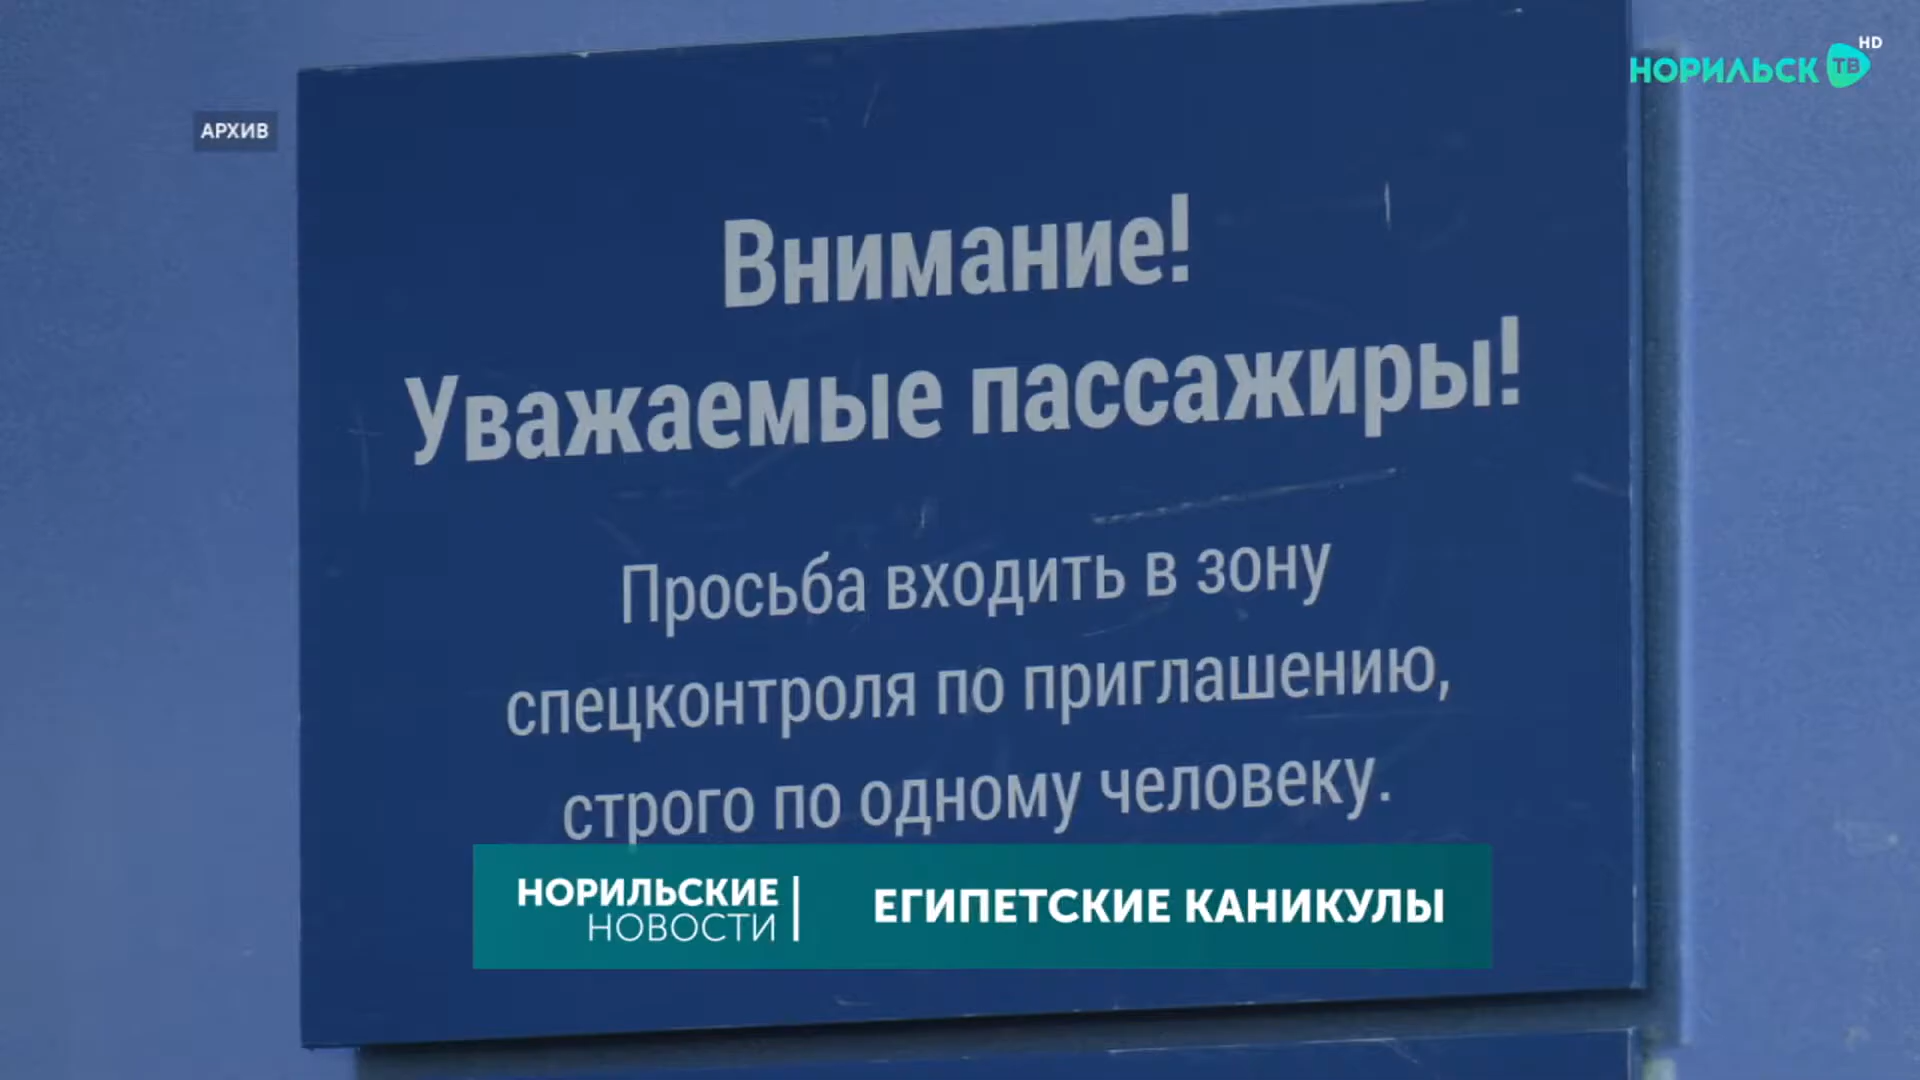 НОРИЛЬСК ТВ HD
АРХИВ
Внимание!
Уважаемые пассажиры!
Просьба входить в зону
спецконтроля по приглашению,
строго по одному человеку.
НОРИЛЬСКИЕ
НОВОСТИ
ЕГИПЕТСКИЕ КАНИКУЛЫ